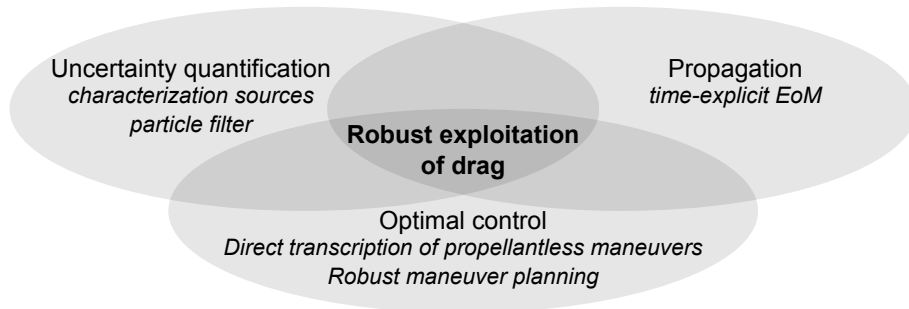 Uncertainty quantification
characterization sources
particle filter
Propagation
time-explicit EoM
Robust exploitation
of drag
Optimal control
Direct transcription of propellantless maneuvers
Robust maneuver planning